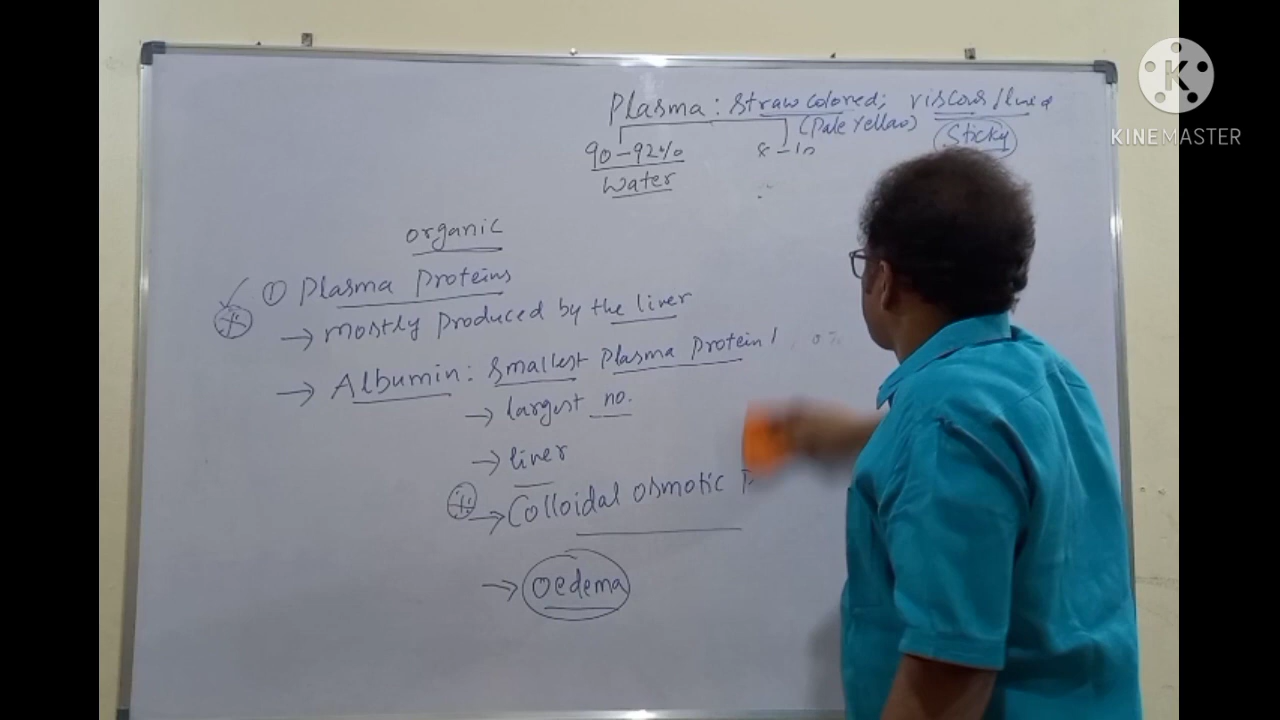 Plasma: straw colored; viscous fluid
(Pale Yellow) Sticky
90-92% 8-10
Water
organic
① Plasma Proteins
→ mostly produced by the liver
→ Albumin: smallest plasma protein
→ largest no.
→ liver
→ Colloidal osmotic P
→ oedema
K
KINEMASTER